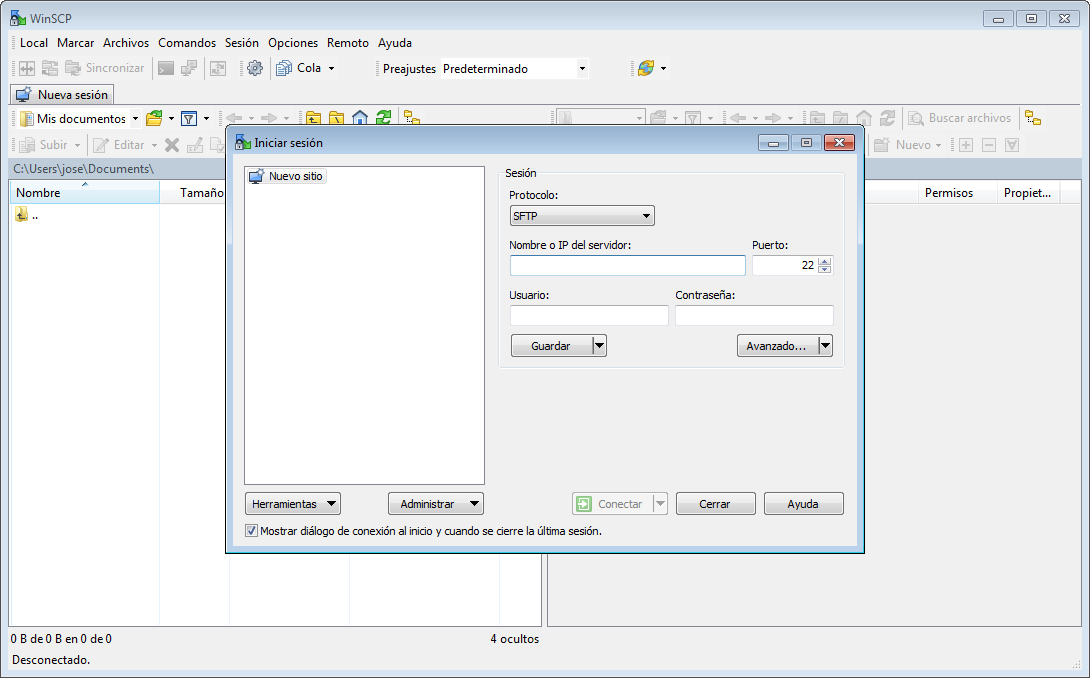 WinSCP
Local Marcar Archivos Comandos Sesión Opciones Remoto Ayuda
Sincronizar Cola Preajustes Predeterminado
Nueva sesión
Mis documentos Buscar archivos
Subir Editar Nuevo
C:\Users\jose\Documents\
Nombre Tamaño Permisos Propiet...
..
Iniciar sesión
Nuevo sitio
Sesión
Protocolo:
SFTP
Nombre o IP del servidor: Puerto:
22
Usuario: Contraseña:
Guardar Avanzado...
Herramientas Administrar Conectar Cerrar Ayuda
Mostrar diálogo de conexión al inicio y cuando se cierre la última sesión.
0 B de 0 B en 0 de 0 4 ocultos
Desconectado.